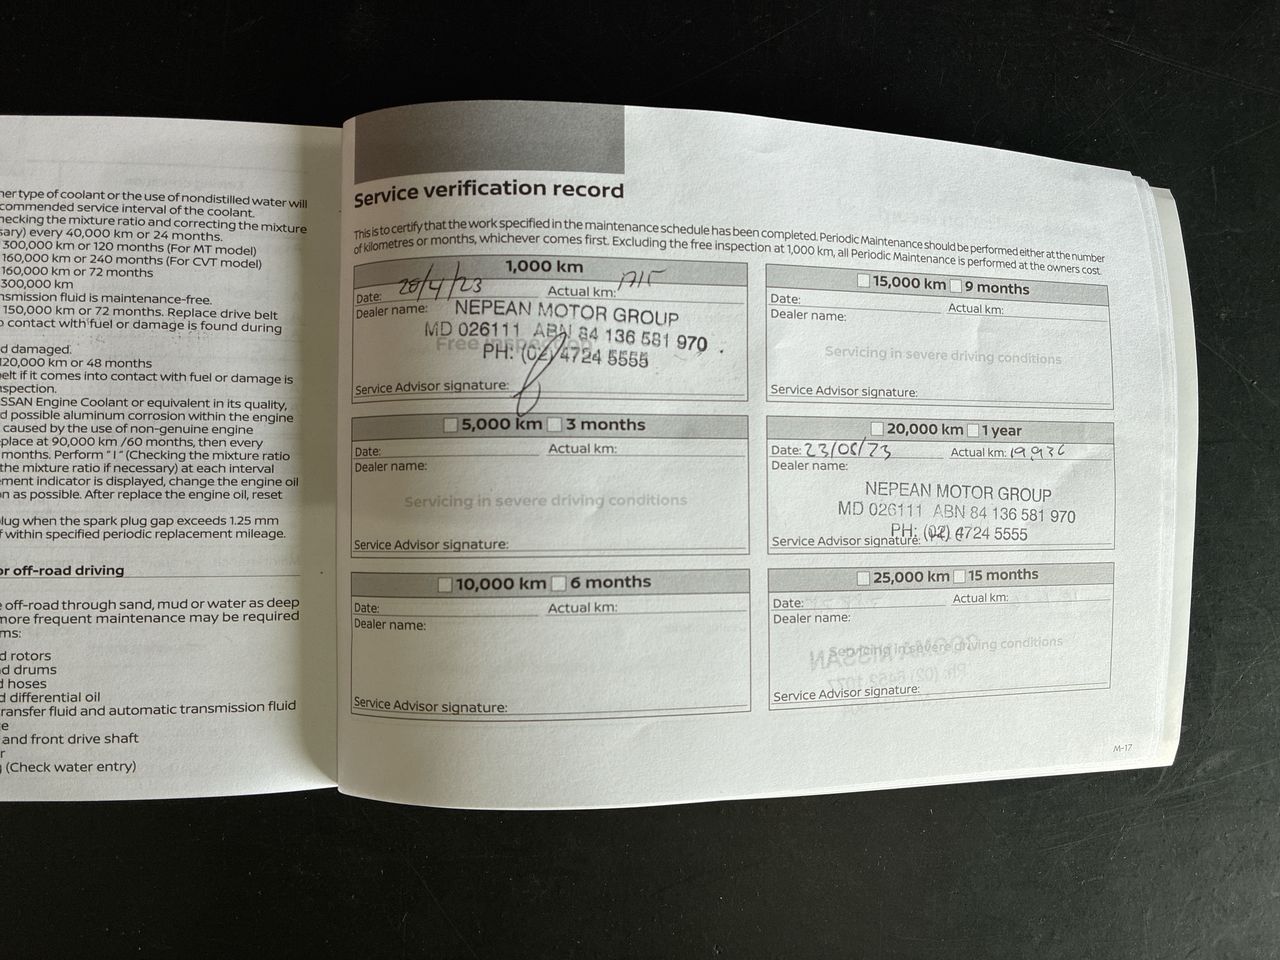 her type of coolant or the use of nondistilled water will
commended service interval of the coolant.
hecking the mixture ratio and correcting the mixture
sary) every 40,000 km or 24 months.
300,000 km or 120 months (For MT model)
160,000 km or 240 months (For CVT model)
160,000 km or 72 months
300,000 km
nsmission fluid is maintenance-free.
150,000 km or 72 months. Replace drive belt
o contact with fuel or damage is found during
d damaged.
120,000 km or 48 months
elt if it comes into contact with fuel or damage is
nspection.
SSAN Engine Coolant or equivalent in its quality,
d possible aluminum corrosion within the engine
caused by the use of non-genuine engine
place at 90,000 km /60 months, then every
months. Perform "I" (Checking the mixture ratio
the mixture ratio if necessary) at each interval
ment indicator is displayed, change the engine oil
n as possible. After replace the engine oil, reset
lug when the spark plug gap exceeds 1.25 mm
f within specified periodic replacement mileage.
or off-road driving
e off-road through sand, mud or water as deep
more frequent maintenance may be required
ms:
d rotors
nd drums
d hoses
d differential oil
ransfer fluid and automatic transmission fluid
e
and front drive shaft
r
(Check water entry)
Service verification record
This is to certify that the work specified in the maintenance schedule has been completed. Periodic Maintenance should be performed either at the number
of kilometres or months, whichever comes first. Excluding the free inspection at 1,000 km, all Periodic Maintenance is performed at the owners cost.
1,000 km
Date: 28/4/23 Actual km:
Dealer name: NEPEAN MOTOR GROUP
MD 026111 ABN 84 136 581 970
Free inspection
PH: (02) 4724 5555
Service Advisor signature:
5,000 km 3 months
Date: Actual km:
Dealer name:
Servicing in severe driving conditions
Service Advisor signature:
10,000 km 6 months
Date: Actual km:
Dealer name:
Service Advisor signature:
15,000 km 9 months
Date: Actual km:
Dealer name:
Servicing in severe driving conditions
Service Advisor signature:
20,000 km 1 year
Date: 23/08/23 Actual km: 19936
Dealer name:
NEPEAN MOTOR GROUP
MD 026111 ABN 84 136 581 970
PH: (02) 4724 5555
Service Advisor signature:
25,000 km 15 months
Date: Actual km:
Dealer name:
Servicing in severe driving conditions
Service Advisor signature:
M-17